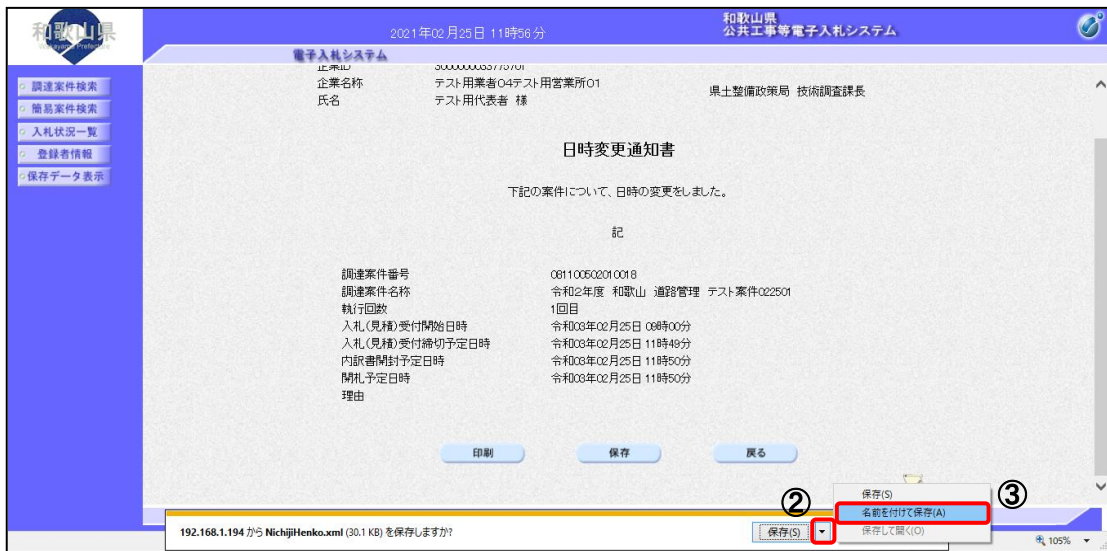 和歌山県
Wakayama Prefecture
2021年02月25日 11時56分
和歌山県
公共工事等電子入札システム
電子入札システム
調達案件検索
簡易案件検索
入札状況一覧
登録者情報
保存データ表示
企業ID 3000000033775701
企業名称 テスト用業者04テスト用営業所01
氏名 テスト用代表者 様
県土整備政策局 技術調査課長
日時変更通知書
下記の案件について、日時の変更をしました。
記
調達案件番号 081100502010018
調達案件名称 令和2年度 和歌山 道路管理 テスト案件022501
執行回数 1回目
入札(見積)受付開始日時 令和03年02月25日 09時00分
入札(見積)受付締切予定日時 令和03年02月25日 11時49分
内訳書開封予定日時 令和03年02月25日 11時50分
開札予定日時 令和03年02月25日 11時50分
理由
印刷 保存 戻る
② ③
保存(S)
名前を付けて保存(A)
保存して開く(O)
192.168.1.194 から NichijiHenko.xml (30.1 KB) を保存しますか?
保存(S)
105%